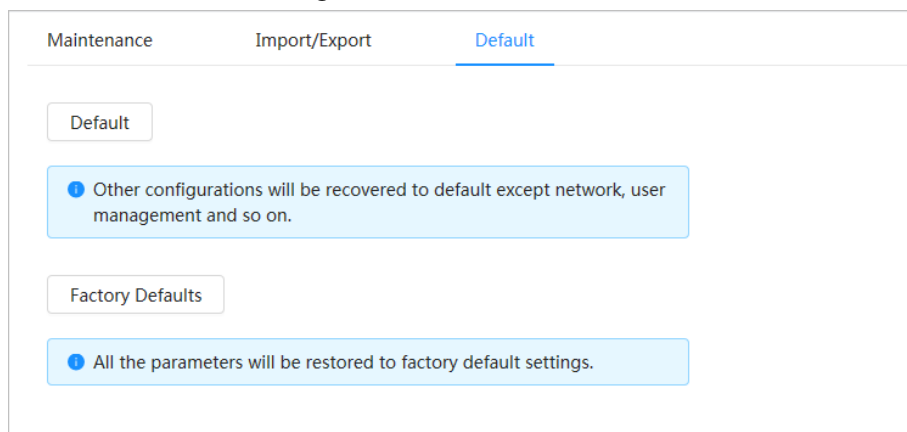 Maintenance Import/Export Default
Default
Other configurations will be recovered to default except network, user
management and so on.
Factory Defaults
All the parameters will be restored to factory default settings.